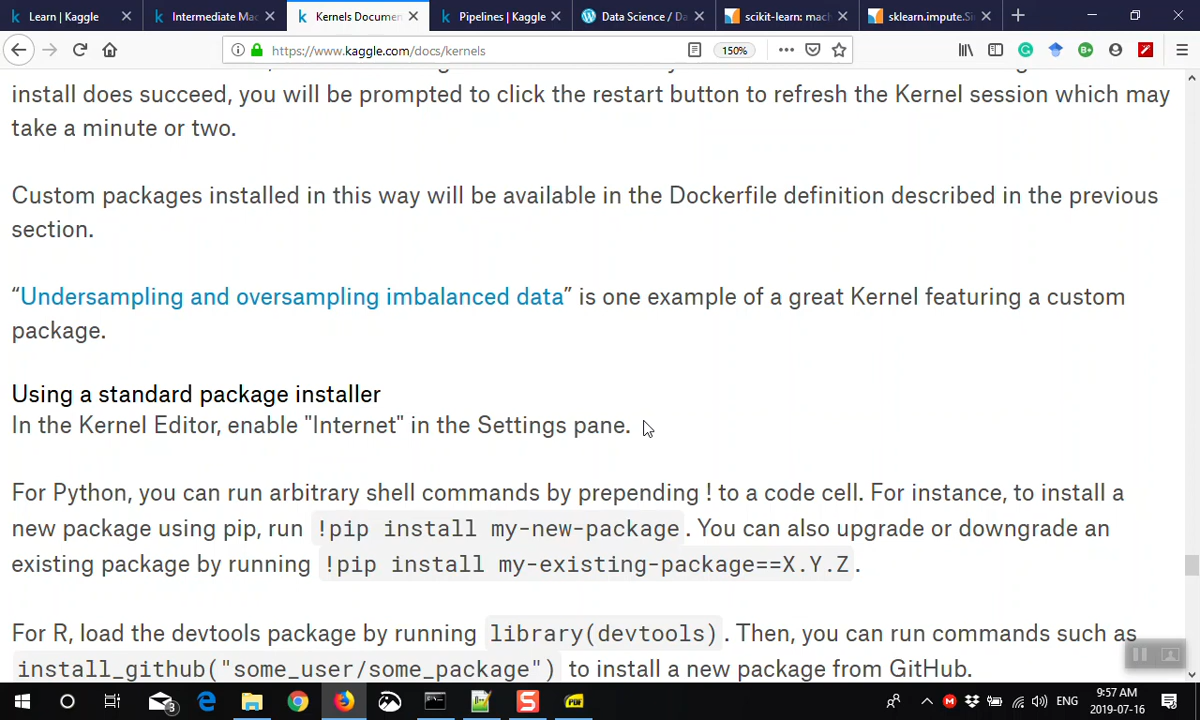 Learn | Kaggle
Intermediate Mac
Kernels Documen
Pipelines | Kaggle
Data Science / Da
scikit-learn: mach
sklearn.impute.Si
https://www.kaggle.com/docs/kernels
150%
install does succeed, you will be prompted to click the restart button to refresh the Kernel session which may
take a minute or two.
Custom packages installed in this way will be available in the Dockerfile definition described in the previous
section.
“Undersampling and oversampling imbalanced data” is one example of a great Kernel featuring a custom
package.
Using a standard package installer
In the Kernel Editor, enable "Internet" in the Settings pane.
For Python, you can run arbitrary shell commands by prepending ! to a code cell. For instance, to install a
new package using pip, run !pip install my-new-package. You can also upgrade or downgrade an
existing package by running !pip install my-existing-package==X.Y.Z.
For R, load the devtools package by running library(devtools). Then, you can run commands such as
install_github("some_user/some_package") to install a new package from GitHub.
3
ENG
9:57 AM
2019-07-16